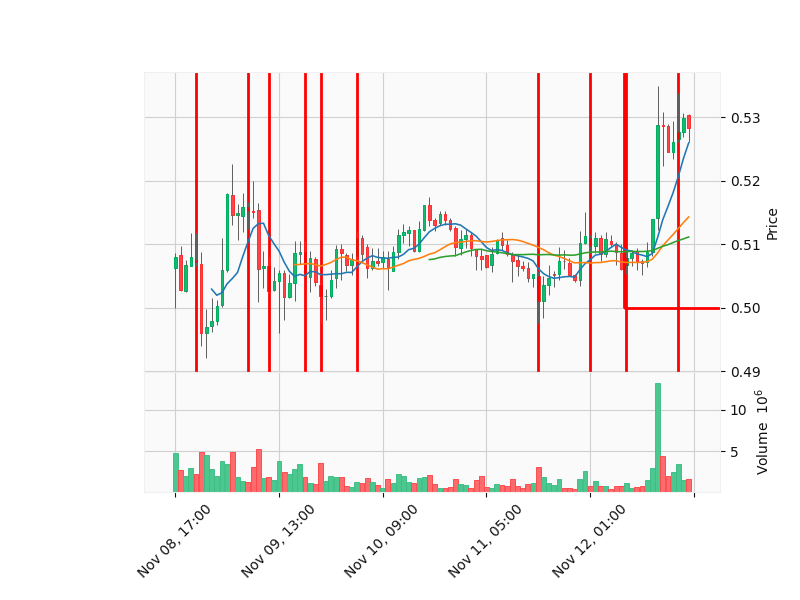 0.53
0.52
0.51
0.50
0.49
Price
10
5
Volume 10^6
Nov 08, 17:00
Nov 09, 13:00
Nov 10, 09:00
Nov 11, 05:00
Nov 12, 01:00